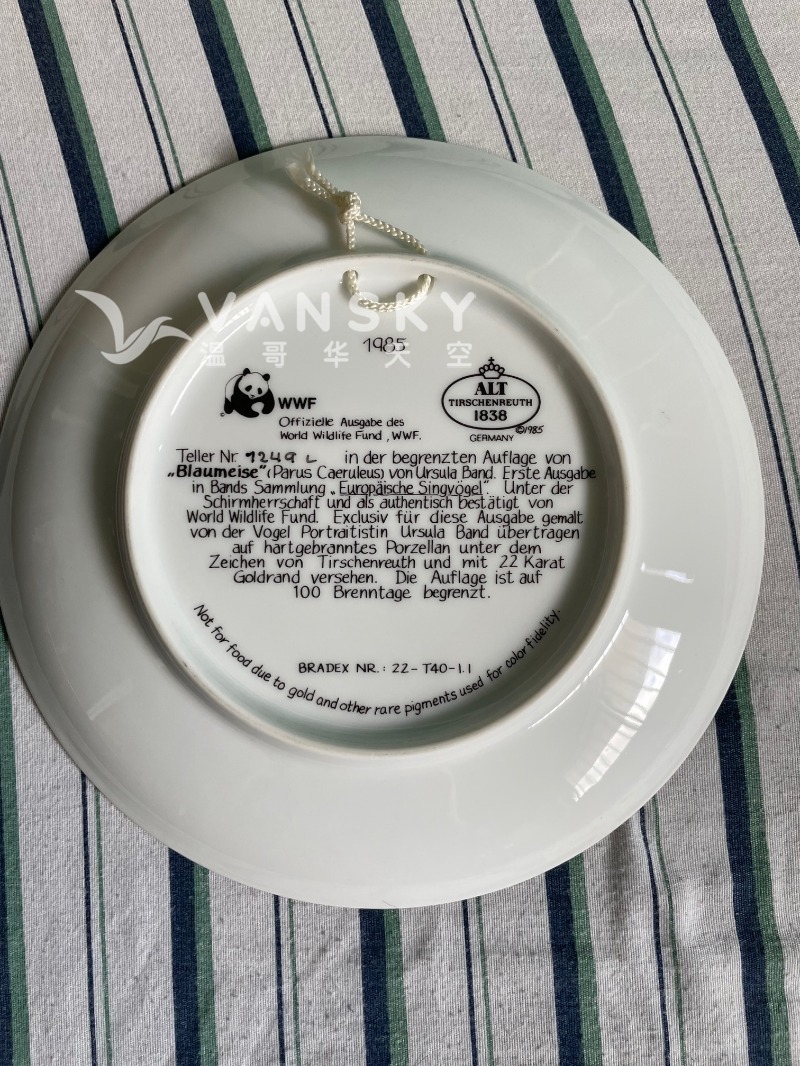 VANSKY
温哥华天空
1985
WWF
Offizielle Ausgabe des
World Wildlife Fund, WWF.
ALT
TIRSCHENREUTH
1838
©1985
GERMANY
Teller Nr. 1249 L in der begrenzten Auflage von
„Blaumeise“ (Parus Caeruleus) von Ursula Band. Erste Ausgabe
in Bands Sammlung „Europäische Singvögel“. Unter der
Schirmherrschaft und als authentisch bestätigt von
World Wildlife Fund. Exclusiv für diese Ausgabe gemalt
von der Vogel Portraitistin Ursula Band übertragen
auf hartgebranntes Porzellan unter dem
Zeichen von Tirschenreuth und mit 22 Karat
Goldrand versehen. Die Auflage ist auf
100 Brenntage begrenzt.
BRADEX NR.: 22-T40-1.1
Not for food due to gold and other rare pigments used for color fidelity.